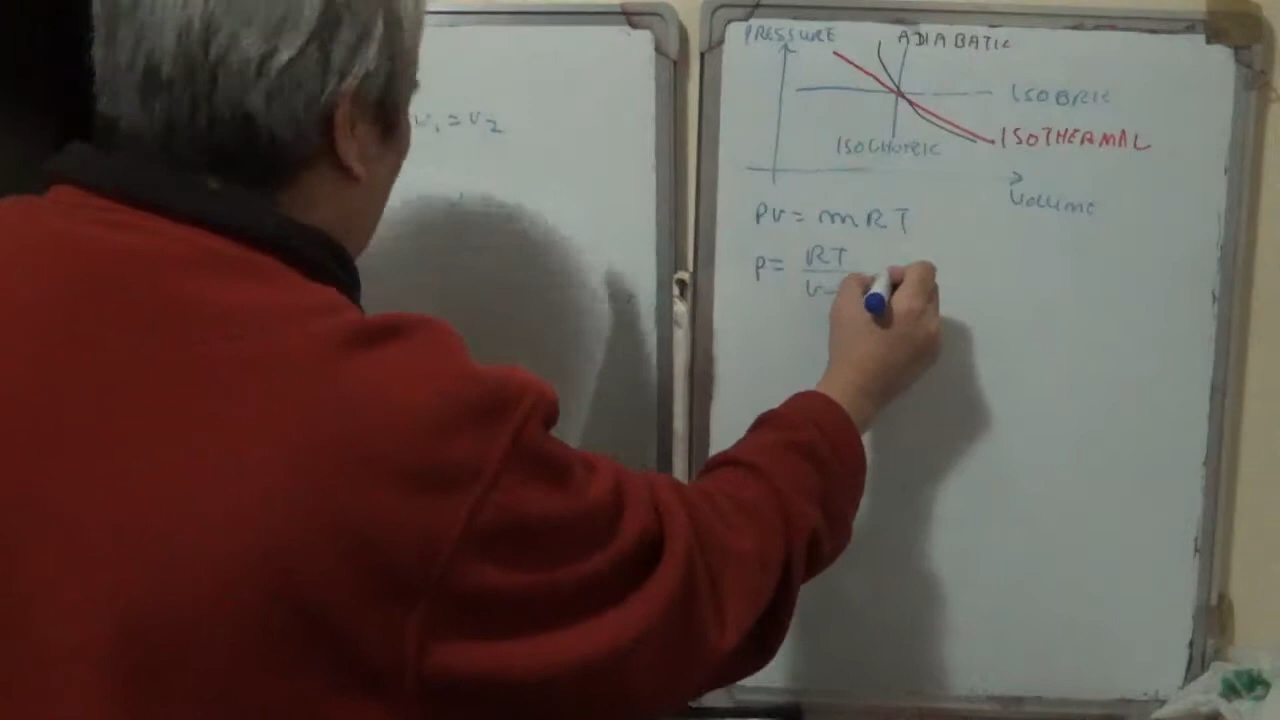 v₁ = v₂
PRESSURE
ADIABATIC
ISOBRIC
ISOTHERMAL
ISOCHORIC
VOLUME
PV = mRT
P = RT
V-